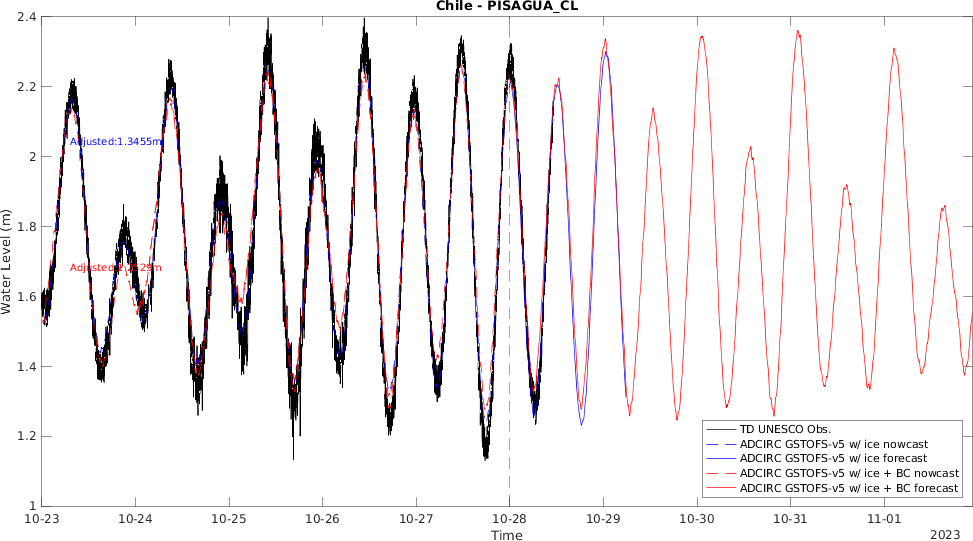 Chile - PISAGUA_CL
2.4
2.2
2
1.8
1.6
1.4
1.2
1
Water Level (m)
Adjusted:1.3455m
TD UNESCO Obs.
ADCIRC GSTOFS-v5 w/ ice nowcast
ADCIRC GSTOFS-v5 w/ ice forecast
ADCIRC GSTOFS-v5 w/ ice + BC nowcast
ADCIRC GSTOFS-v5 w/ ice + BC forecast
10-23 10-24 10-25 10-26 10-27 10-28 10-29 10-30 10-31 11-01
Time
2023